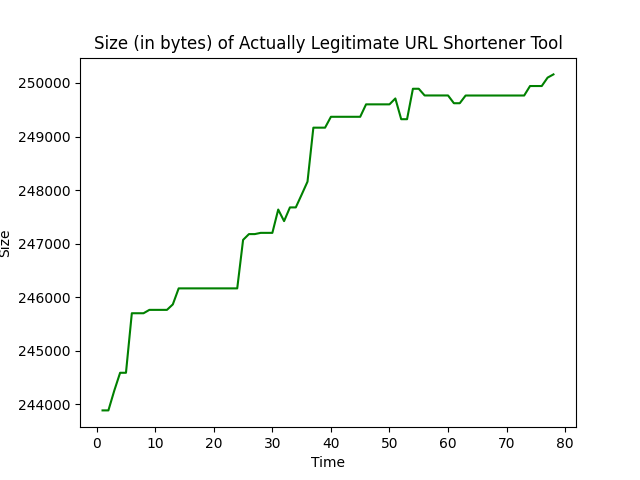 Size (in bytes) of Actually Legitimate URL Shortener Tool
250000
249000
248000
247000
246000
245000
244000
Size
0 10 20 30 40 50 60 70 80
Time